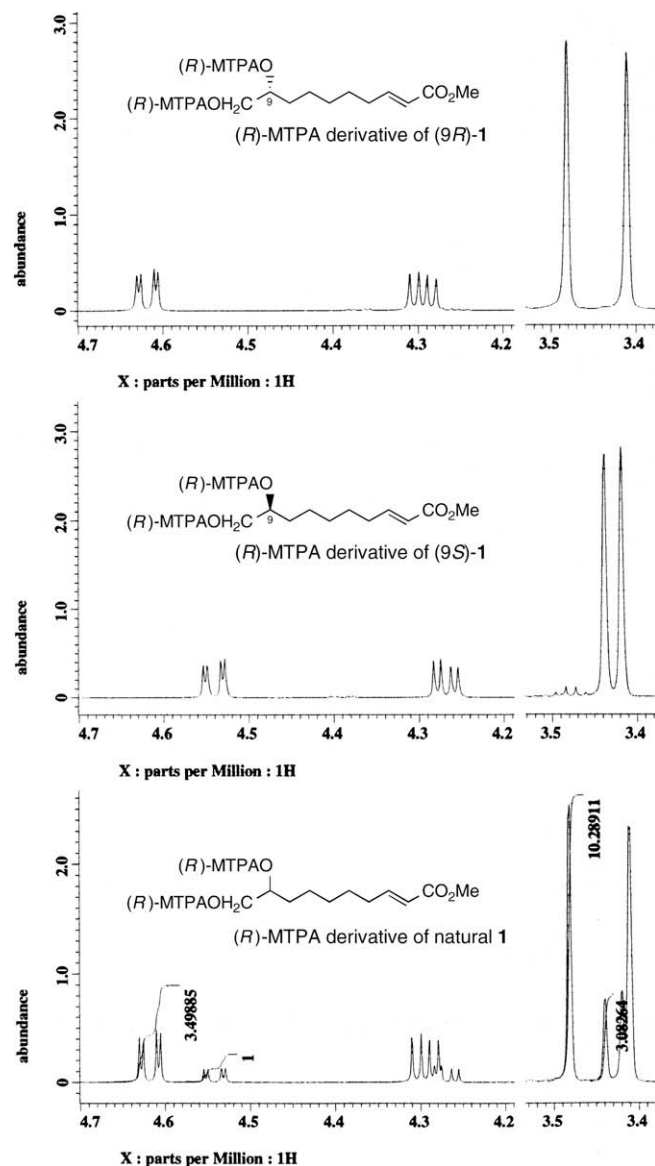 3.0
(R)-MTPAO
(R)-MTPAOH2C
9
CO2Me
(R)-MTPA derivative of (9R)-1
2.0
1.0
0
abundance
4.7 4.6 4.5 4.4 4.3 4.2 3.5 3.4
X : parts per Million : 1H
3.0
(R)-MTPAO
(R)-MTPAOH2C
9
CO2Me
(R)-MTPA derivative of (9S)-1
2.0
1.0
0
abundance
4.7 4.6 4.5 4.4 4.3 4.2 3.5 3.4
X : parts per Million : 1H
10.28911
2.0
(R)-MTPAO
(R)-MTPAOH2C
CO2Me
(R)-MTPA derivative of natural 1
1.0
3.49885
1
3.08264
0
abundance
4.7 4.6 4.5 4.4 4.3 4.2 3.5 3.4
X : parts per Million : 1H